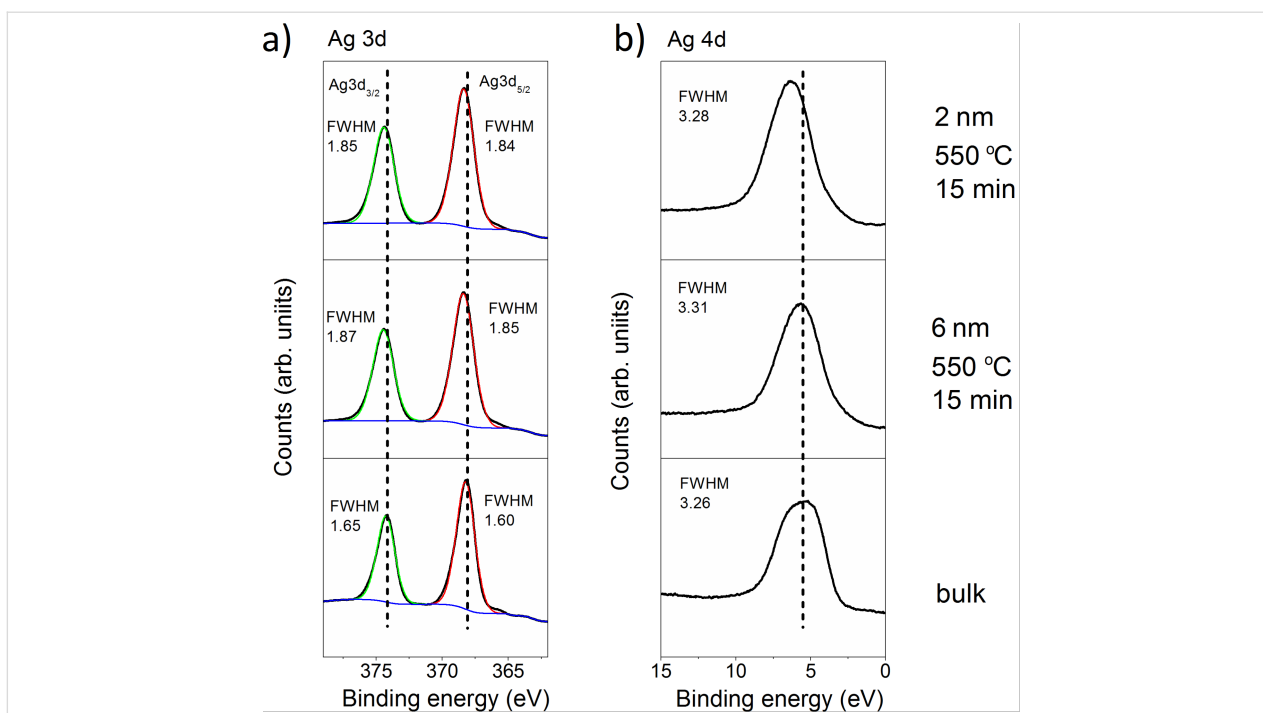 a) Ag 3d
Ag3d3/2
Ag3d5/2
FWHM
1.85
FWHM
1.84
FWHM
1.87
FWHM
1.85
FWHM
1.65
FWHM
1.60
Counts (arb. uniits)
375 370 365
Binding energy (eV)
b) Ag 4d
FWHM
3.28
FWHM
3.31
FWHM
3.26
Counts (arb. uniits)
15 10 5 0
Binding energy (eV)
2 nm
550 ºC
15 min
6 nm
550 ºC
15 min
bulk